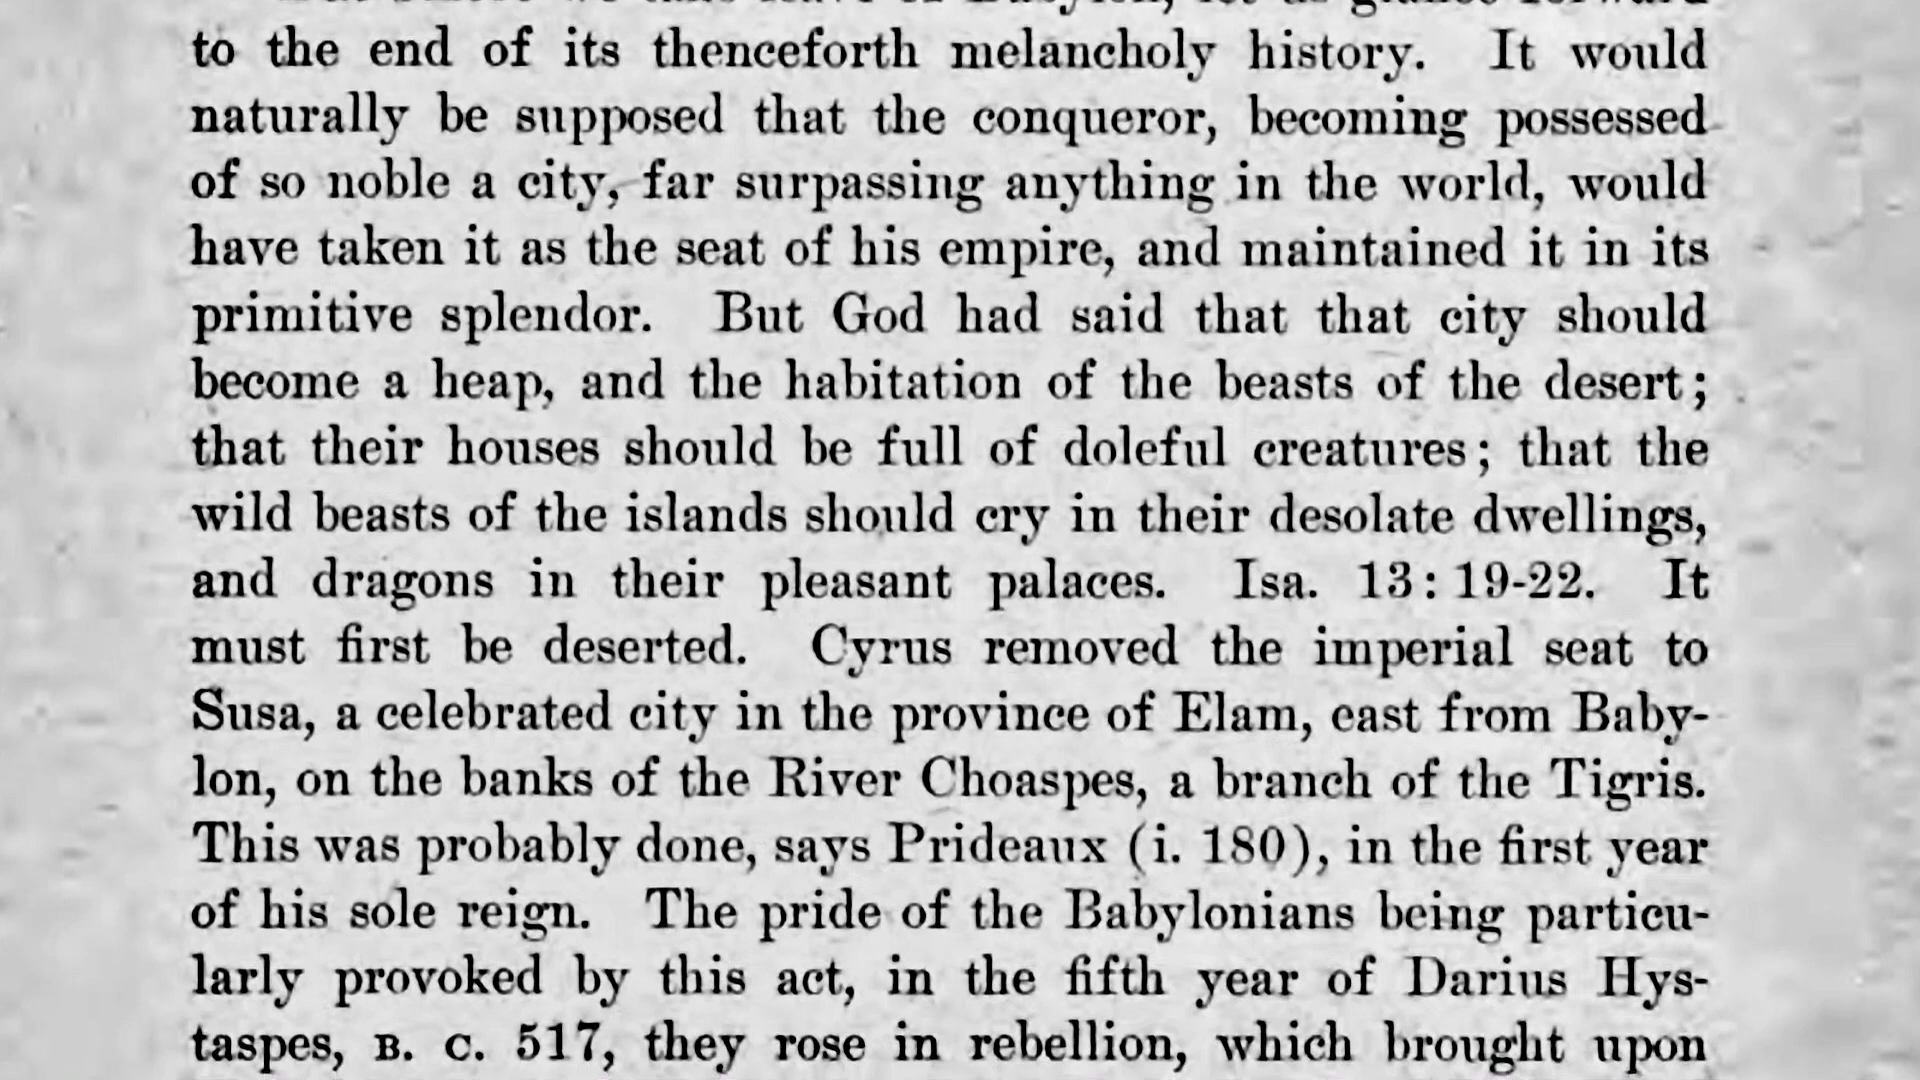 to the end of its thenceforth melancholy history. It would
naturally be supposed that the conqueror, becoming possessed
of so noble a city, far surpassing anything in the world, would
have taken it as the seat of his empire, and maintained it in its
primitive splendor. But God had said that that city should
become a heap, and the habitation of the beasts of the desert;
that their houses should be full of doleful creatures; that the
wild beasts of the islands should cry in their desolate dwellings,
and dragons in their pleasant palaces. Isa. 13: 19-22. It
must first be deserted. Cyrus removed the imperial seat to
Susa, a celebrated city in the province of Elam, east from Baby-
lon, on the banks of the River Choaspes, a branch of the Tigris.
This was probably done, says Prideaux (i. 180), in the first year
of his sole reign. The pride of the Babylonians being particu-
larly provoked by this act, in the fifth year of Darius Hys-
taspes, B. C. 517, they rose in rebellion, which brought upon